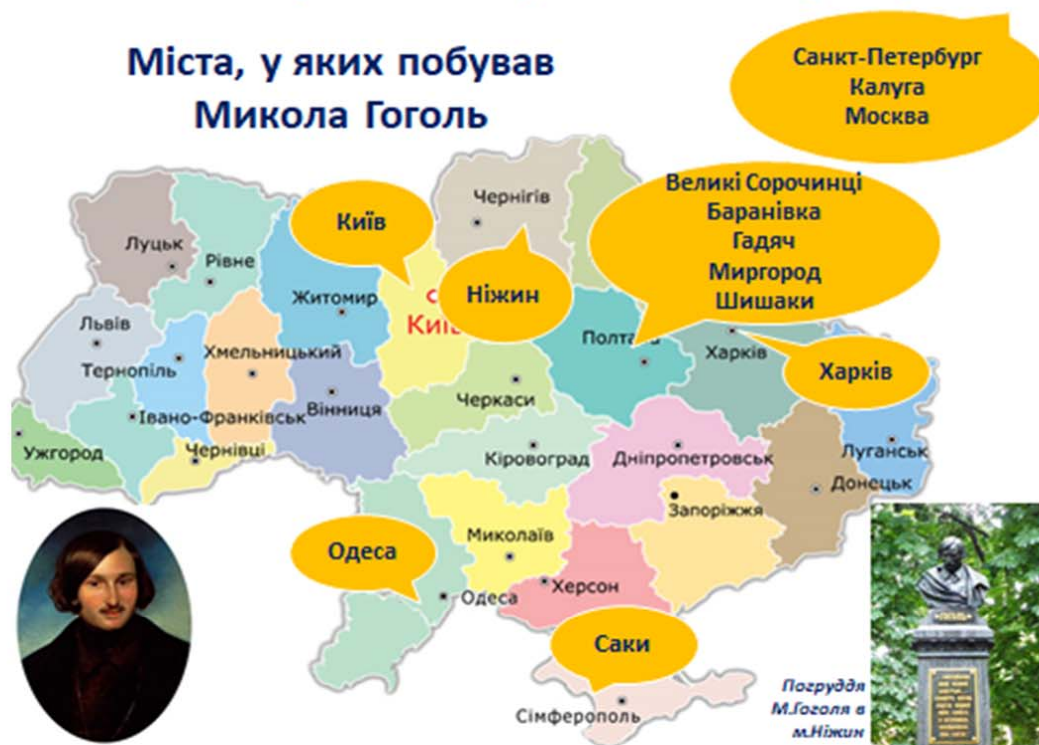 Міста, у яких побував
Микола Гоголь
Санкт-Петербург
Калуга
Москва
Великі Сорочинці
Баранівка
Гадяч
Миргород
Шишаки
Київ
Ніжин
Харків
Одеса
Саки
Чернігів
Луцьк
Рівне
Житомир
Львів
Тернопіль
Хмельницький
Харків
Черкаси
Івано-Франківськ
Вінниця
Ужгород
Чернівці
Кіровоград
Дніпропетровськ
Луганськ
Донецьк
Запоріжжя
Миколаїв
Херсон
Одеса
Сімферополь
Погруддя
М.Гоголя в
м.Ніжин